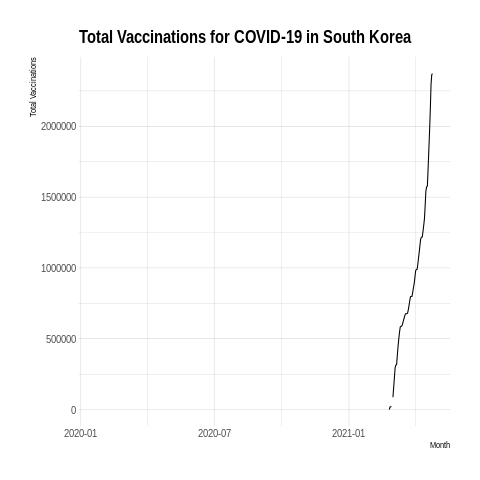 Total Vaccinations for COVID-19 in South Korea
Total Vaccinations
2000000
1500000
1000000
500000
0
2020-01 2020-07 2021-01
Month